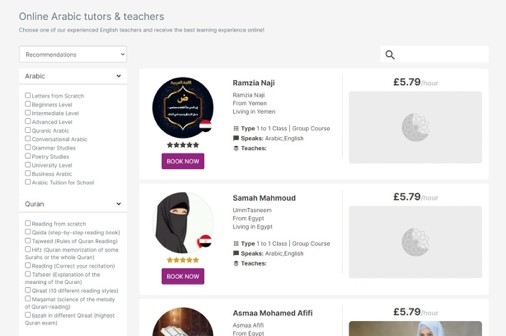 Online Arabic tutors & teachers
Choose one of our experienced English teachers and receive the best learning experience online!
Recommendations
Arabic
Letters from Scratch
Beginners Level
Intermediate Level
Advanced Level
Quranic Arabic
Conversational Arabic
Grammar Studies
Poetry Studies
University Level
Business Arabic
Arabic Tuition for School
Quran
Reading from scratch
Qaida (step-by-step reading book)
Tajweed (Rules of Quran Reading)
Hifz (Quran memorization of some
Surahs or the whole Quran)
Reading (Correct your recitation)
Tafseer (Explanation of the
meaning of the Quran)
Qiraat (10 different reading styles)
Maqamat (science of the melody
of Quran-reading)
Ijazah in different Qiraat (highest
Quran exam)
ض
BOOK NOW
Ramzia Naji
Ramzia Naji
From Yemen
Living in Yemen
Type 1 to 1 Class | Group Course
Speaks: Arabic,English
Teaches:
£5.79/hour
BOOK NOW
Samah Mahmoud
UmmTasneem
From Egypt
Living in Egypt
Type 1 to 1 Class | Group Course
Speaks: Arabic,English
Teaches:
£5.79/hour
Asmaa Mohamed Afifi
Asmaa Afifi
From Egypt
£5.79/hour